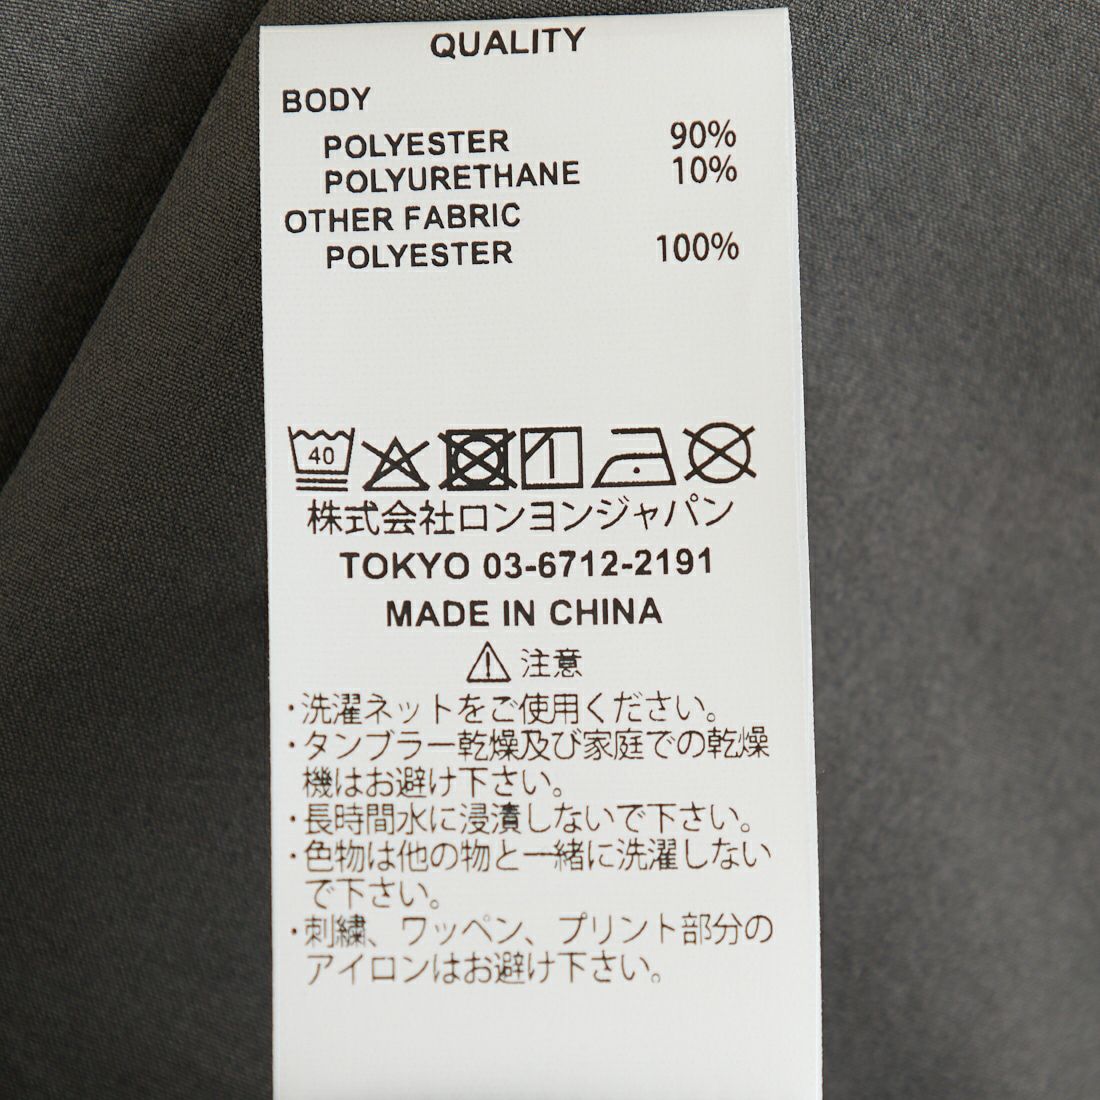 QUALITY
BODY
POLYESTER 90%
POLYURETHANE 10%
OTHER FABRIC
POLYESTER 100%
40
株式会社ロンヨンジャパン
TOKYO 03-6712-2191
MADE IN CHINA
注意
・洗濯ネットをご使用ください。
・タンブラー乾燥及び家庭での乾燥
機はお避け下さい。
・長時間水に浸漬しないで下さい。
・色物は他の物と一緒に洗濯しない
で下さい。
・刺繍、ワッペン、プリント部分の
アイロンはお避け下さい。